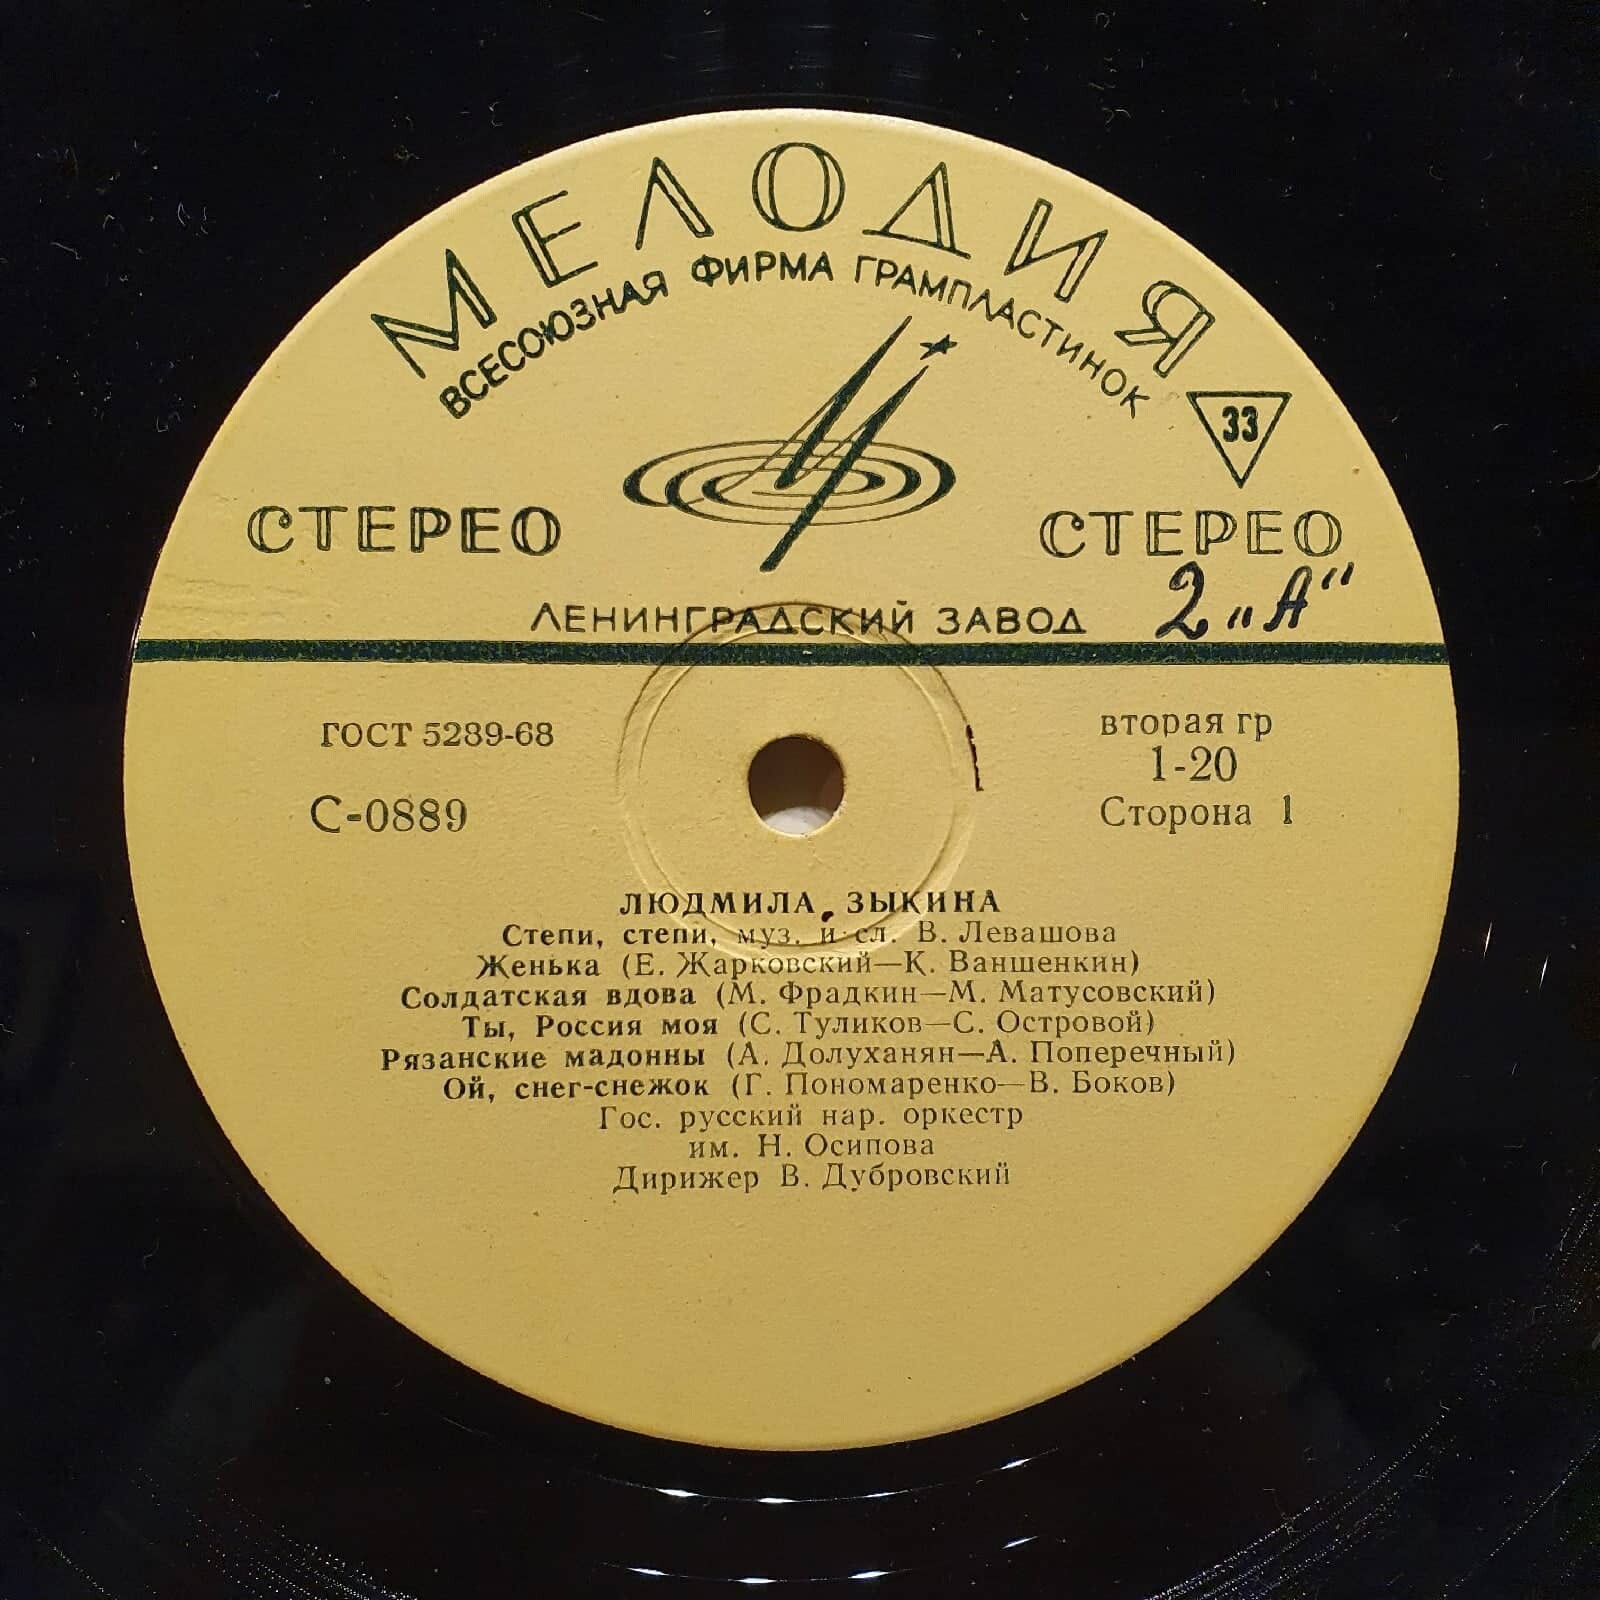 МЕЛОДИЯ
ВСЕСОЮЗНАЯ ФИРМА ГРАМПЛАСТИНОК
33
СТЕРЕО СТЕРЕО
2 „А“
ЛЕНИНГРАДСКИЙ ЗАВОД
ГОСТ 5289-68
С-0889
вторая гр
1-20
Сторона 1
ЛЮДМИЛА ЗЫКИНА
Степи, степи, муз. и сл. В. Левашова
Женька (Е. Жарковский—К. Ваншенкин)
Солдатская вдова (М. Фрадкин—М. Матусовский)
Ты, Россия моя (С. Туликов—С. Островой)
Рязанские мадонны (А. Долуханян—А. Поперечный)
Ой, снег-снежок (Г. Пономаренко—В. Боков)
Гос. русский нар. оркестр
им. Н. Осипова
Дирижер В. Дубровский